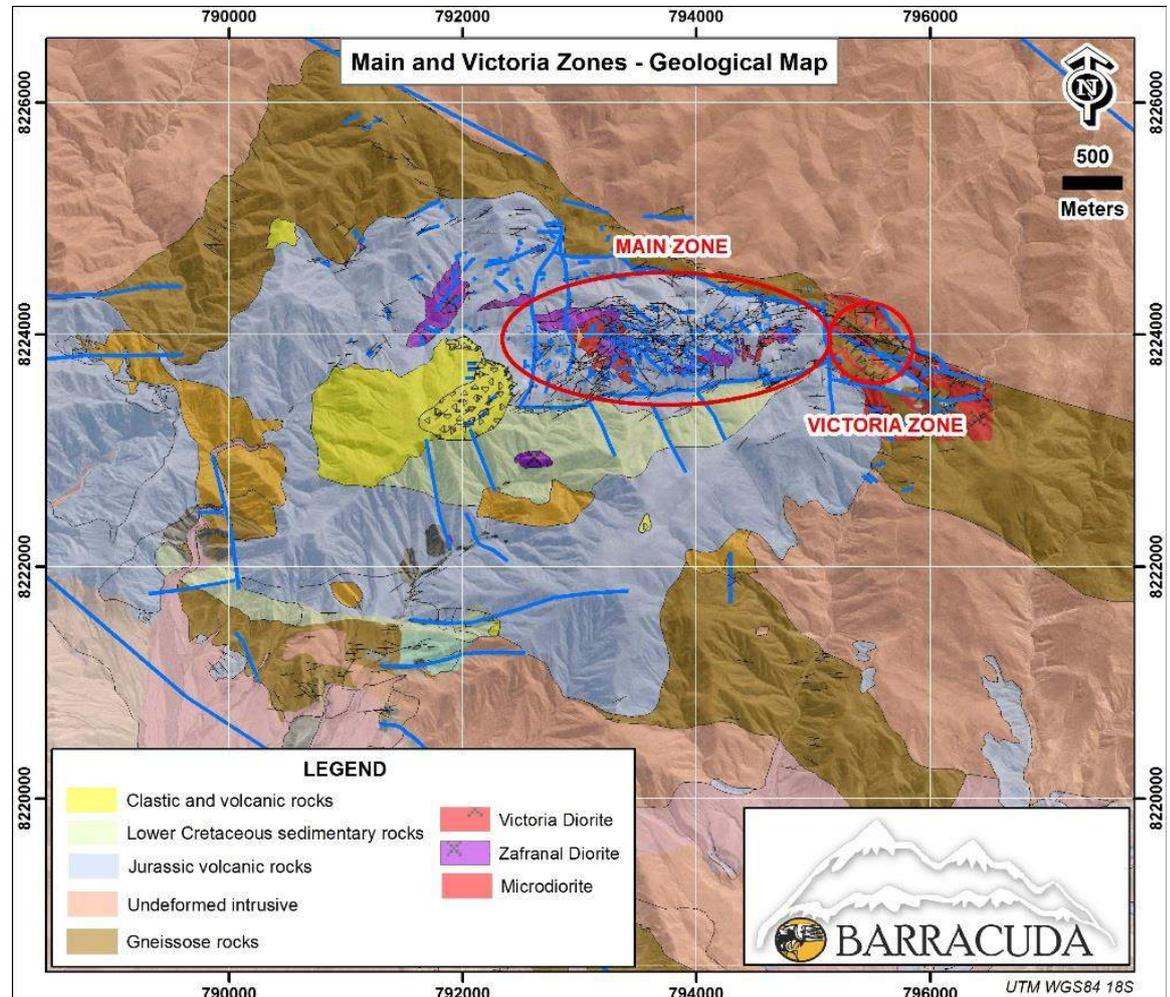 790000 792000 794000 796000
Main and Victoria Zones - Geological Map
N
500
Meters
8226000 8226000
MAIN ZONE
8224000 8224000
VICTORIA ZONE
8222000 8222000
8220000 8220000
LEGEND
Clastic and volcanic rocks
Lower Cretaceous sedimentary rocks
Jurassic volcanic rocks
Undeformed intrusive
Gneissose rocks
Victoria Diorite
Zafranal Diorite
Microdiorite
BARRACUDA
790000 792000 794000 796000
UTM WGS84 18S